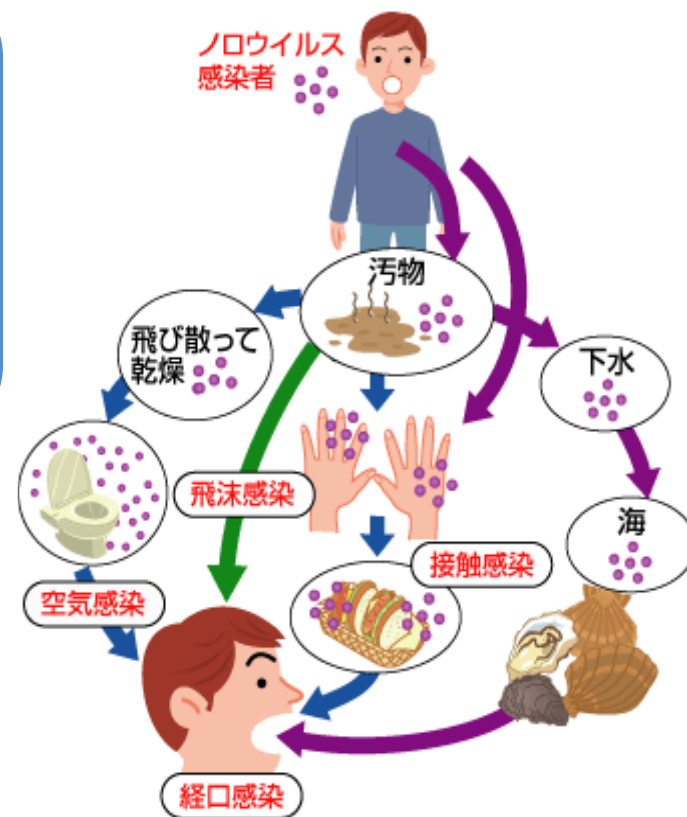 ノロウイルス
感染者
汚物
飛び散って
乾燥
下水
飛沫感染
海
接触感染
空気感染
経口感染